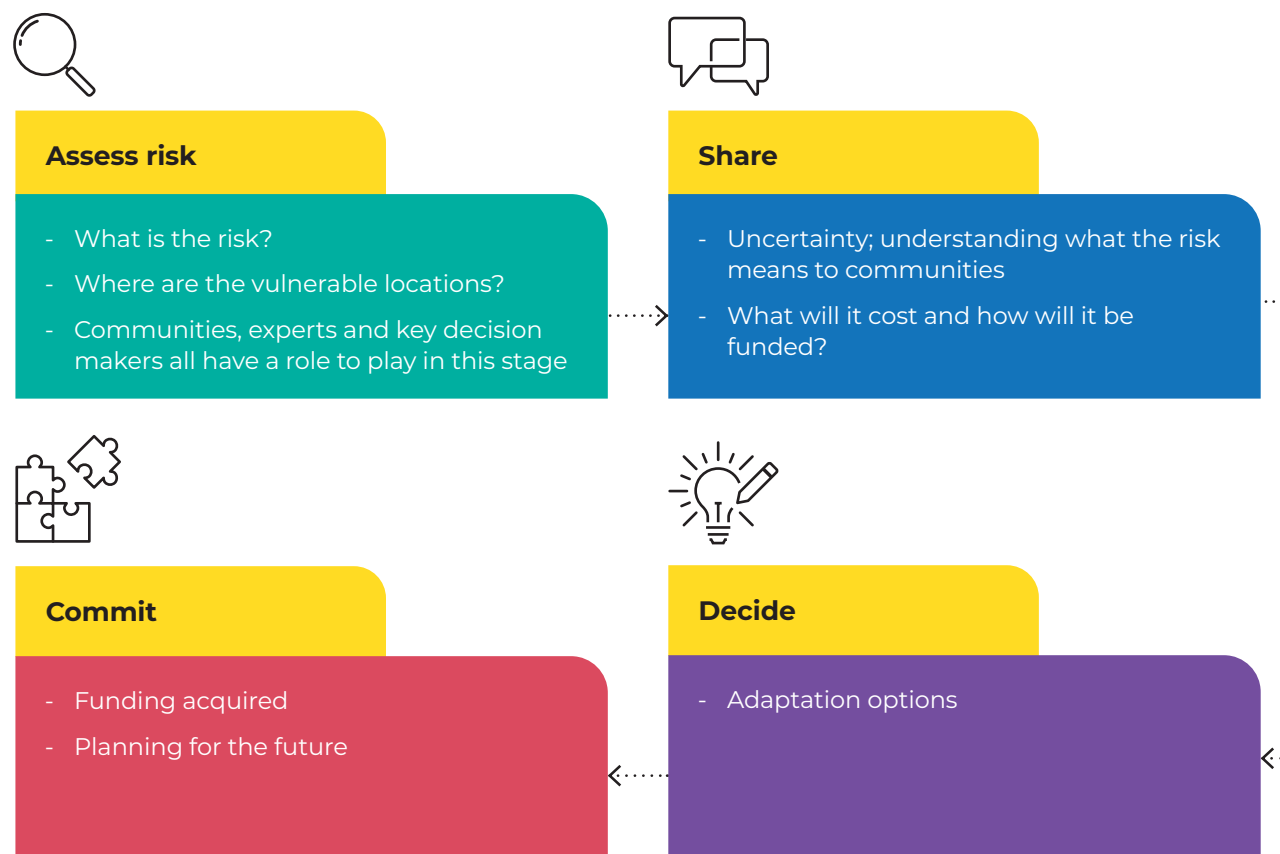 Assess risk
- What is the risk?
- Where are the vulnerable locations?
- Communities, experts and key decision
makers all have a role to play in this stage
Share
- Uncertainty; understanding what the risk
means to communities
- What will it cost and how will it be
funded?
Commit
- Funding acquired
- Planning for the future
Decide
- Adaptation options